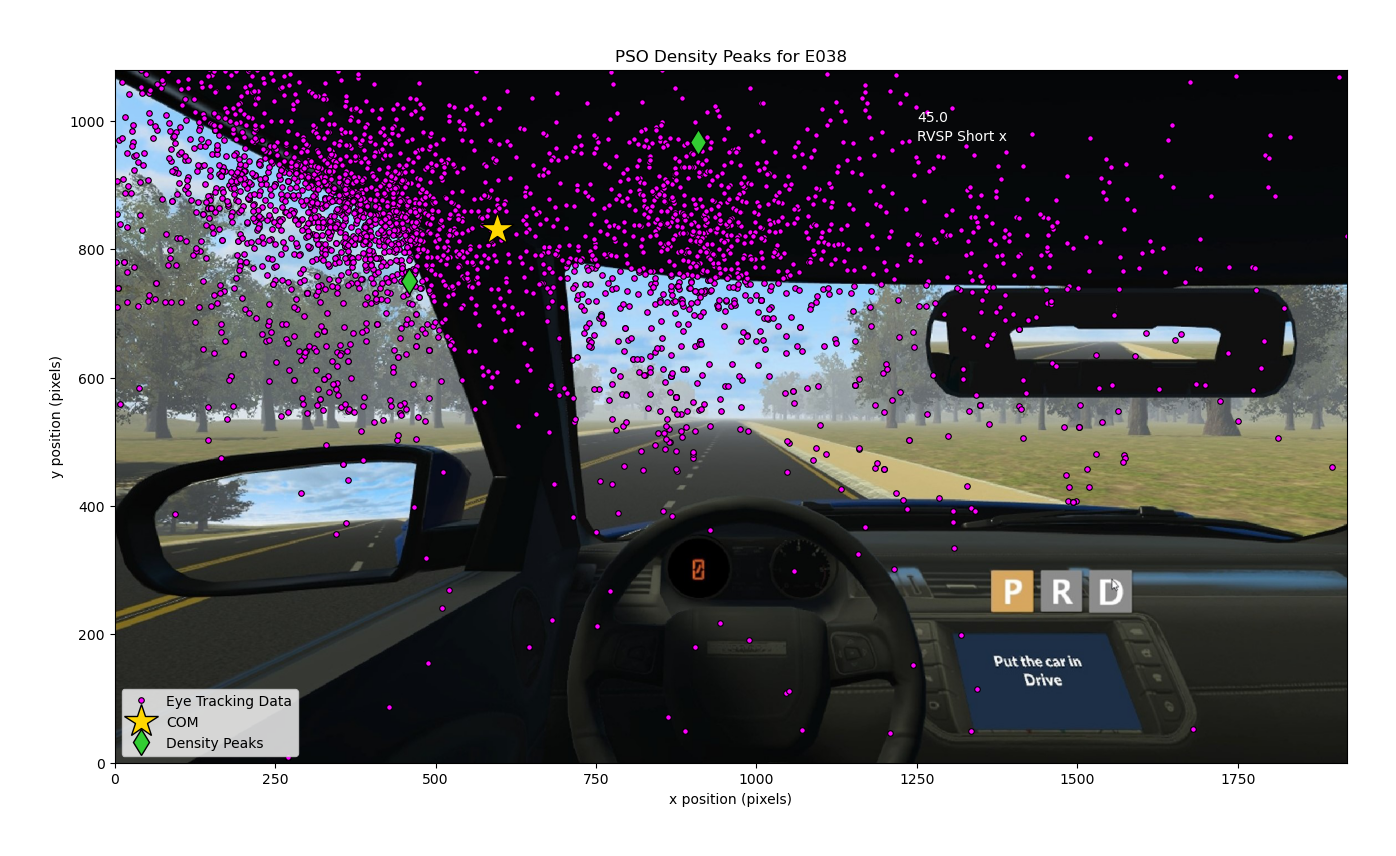 PSO Density Peaks for E038
45.0
RVSP Short x
1000
800
600
400
200
0
y position (pixels)
0
P R D
Put the car in
Drive
Eye Tracking Data
COM
Density Peaks
0 250 500 750 1000 1250 1500 1750
x position (pixels)